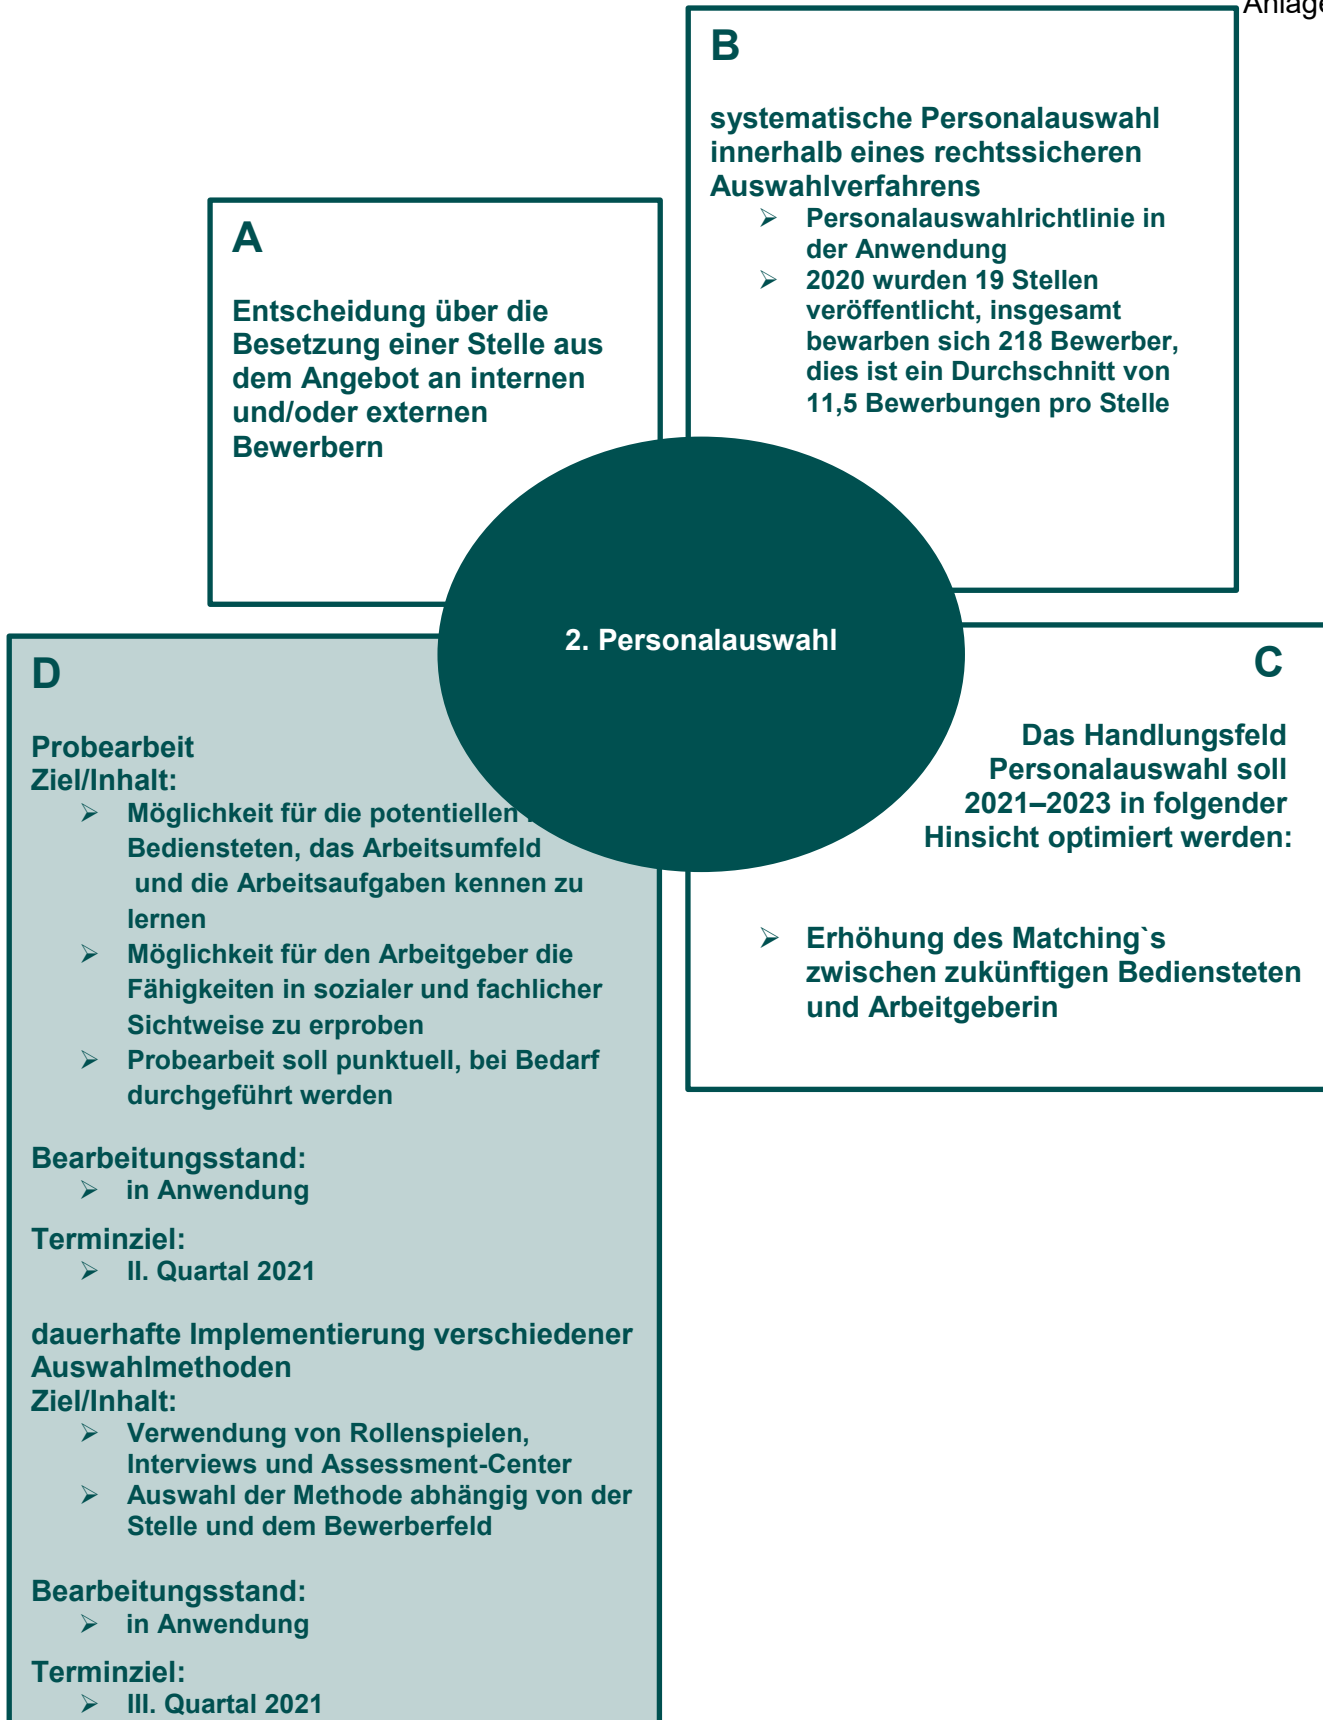 Anlage
A
Entscheidung über die
Besetzung einer Stelle aus
dem Angebot an internen
und/oder externen
Bewerbern
B
systematische Personalauswahl
innerhalb eines rechtssicheren
Auswahlverfahrens
➢ Personalauswahlrichtlinie in
der Anwendung
➢ 2020 wurden 19 Stellen
veröffentlicht, insgesamt
bewarben sich 218 Bewerber,
dies ist ein Durchschnitt von
11,5 Bewerbungen pro Stelle
2. Personalauswahl
C
Das Handlungsfeld
Personalauswahl soll
2021–2023 in folgender
Hinsicht optimiert werden:
➢ Erhöhung des Matching`s
zwischen zukünftigen Bediensteten
und Arbeitgeberin
D
Probearbeit
Ziel/Inhalt:
➢ Möglichkeit für die potentiellen
Bediensteten, das Arbeitsumfeld
und die Arbeitsaufgaben kennen zu
lernen
➢ Möglichkeit für den Arbeitgeber die
Fähigkeiten in sozialer und fachlicher
Sichtweise zu erproben
➢ Probearbeit soll punktuell, bei Bedarf
durchgeführt werden
Bearbeitungsstand:
➢ in Anwendung
Terminziel:
➢ II. Quartal 2021
dauerhafte Implementierung verschiedener
Auswahlmethoden
Ziel/Inhalt:
➢ Verwendung von Rollenspielen,
Interviews und Assessment-Center
➢ Auswahl der Methode abhängig von der
Stelle und dem Bewerberfeld
Bearbeitungsstand:
➢ in Anwendung
Terminziel:
➢ III. Quartal 2021